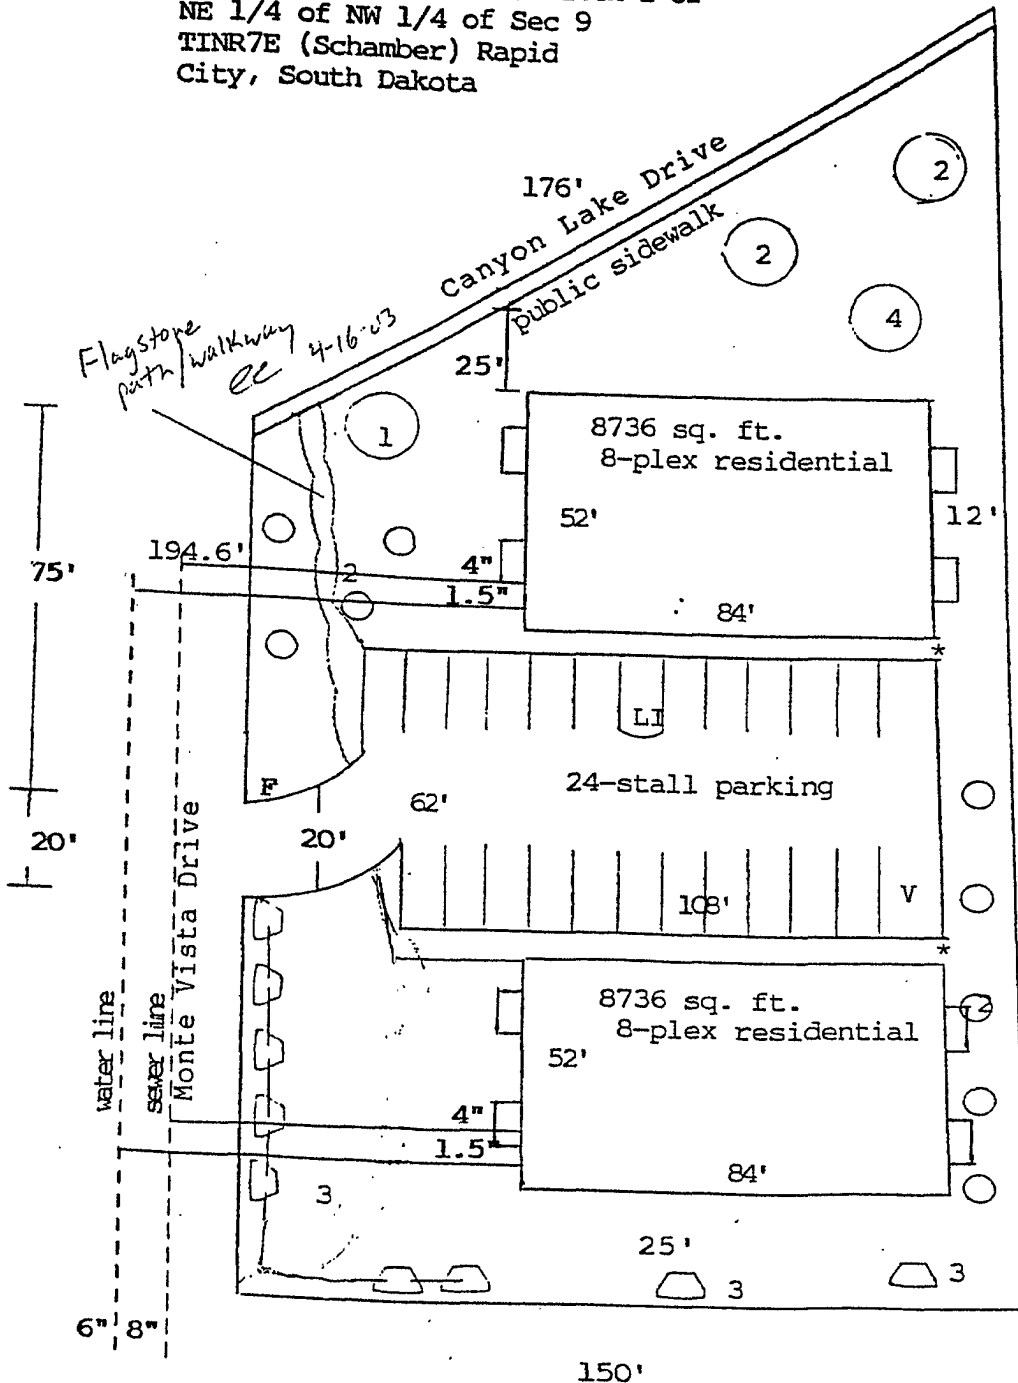 NE 1/4 of NW 1/4 of Sec 9
TINR7E (Schamber) Rapid
City, South Dakota
176'
Canyon Lake Drive
public sidewalk
Flagstone
path/walkway
4-16-03
25'
2
2
4
1
8736 sq. ft.
8-plex residential
52'
12'
84'
194.6'
2
4"
1.5"
75'
*
LI
24-stall parking
F
62'
20'
20'
108'
V
*
Monte Vista Drive
water line
sewer line
8736 sq. ft.
8-plex residential
52'
2
4"
1.5"
84'
3
25'
3
3
6"
8"
150'